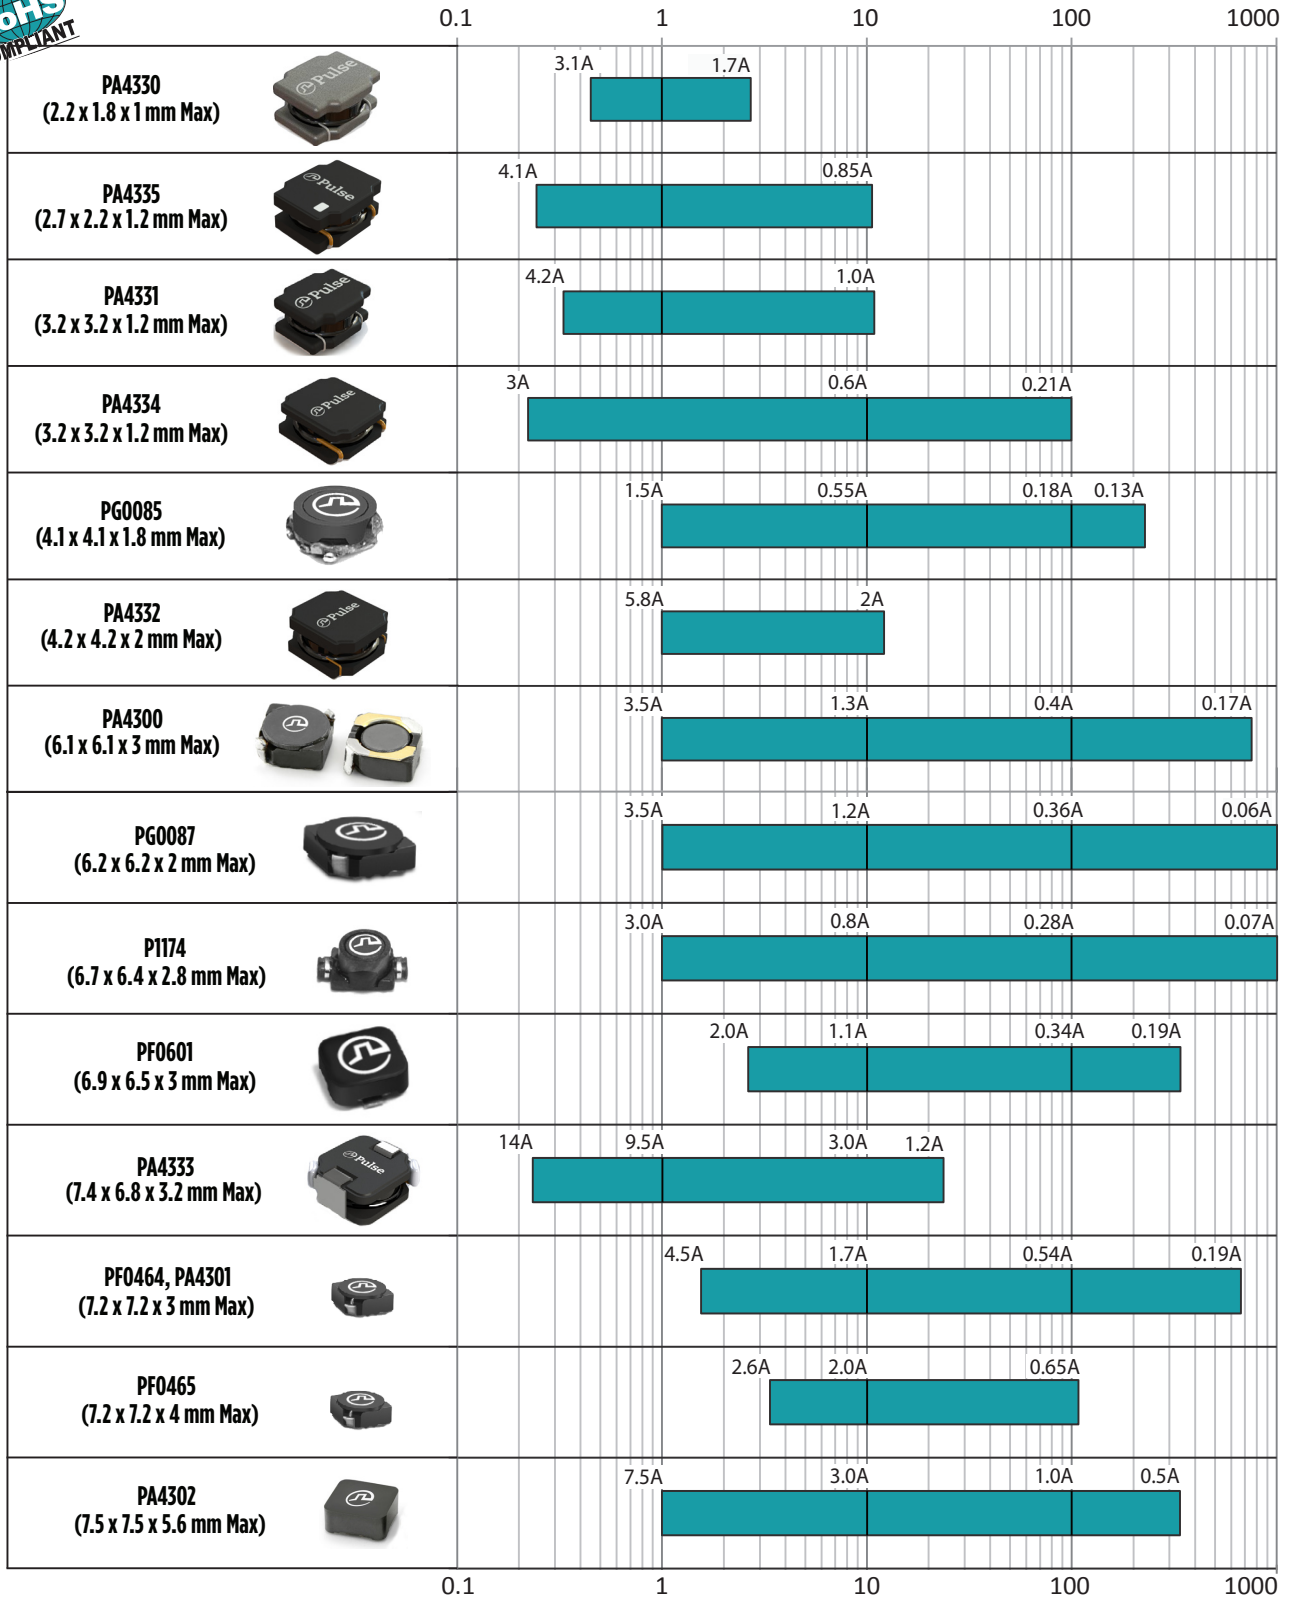 RoHS
COMPLIANT
0.1 1 10 100 1000
PA4330
(2.2 x 1.8 x 1 mm Max)
Pulse
3.1A 1.7A
PA4335
(2.7 x 2.2 x 1.2 mm Max)
Pulse
4.1A 0.85A
PA4331
(3.2 x 3.2 x 1.2 mm Max)
Pulse
4.2A 1.0A
PA4334
(3.2 x 3.2 x 1.2 mm Max)
Pulse
3A 0.6A 0.21A
PG0085
(4.1 x 4.1 x 1.8 mm Max)
1.5A 0.55A 0.18A 0.13A
PA4332
(4.2 x 4.2 x 2 mm Max)
Pulse
5.8A 2A
PA4300
(6.1 x 6.1 x 3 mm Max)
3.5A 1.3A 0.4A 0.17A
PG0087
(6.2 x 6.2 x 2 mm Max)
3.5A 1.2A 0.36A 0.06A
P1174
(6.7 x 6.4 x 2.8 mm Max)
3.0A 0.8A 0.28A 0.07A
PF0601
(6.9 x 6.5 x 3 mm Max)
2.0A 1.1A 0.34A 0.19A
PA4333
(7.4 x 6.8 x 3.2 mm Max)
Pulse
14A 9.5A 3.0A 1.2A
PF0464, PA4301
(7.2 x 7.2 x 3 mm Max)
4.5A 1.7A 0.54A 0.19A
PF0465
(7.2 x 7.2 x 4 mm Max)
2.6A 2.0A 0.65A
PA4302
(7.5 x 7.5 x 5.6 mm Max)
7.5A 3.0A 1.0A 0.5A
0.1 1 10 100 1000